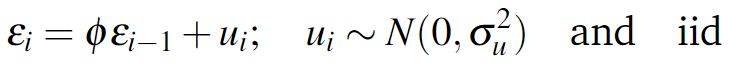 εᵢ = ϕεᵢ₋₁ + uᵢ; uᵢ ∼ N(0, σᵤ²) and iid